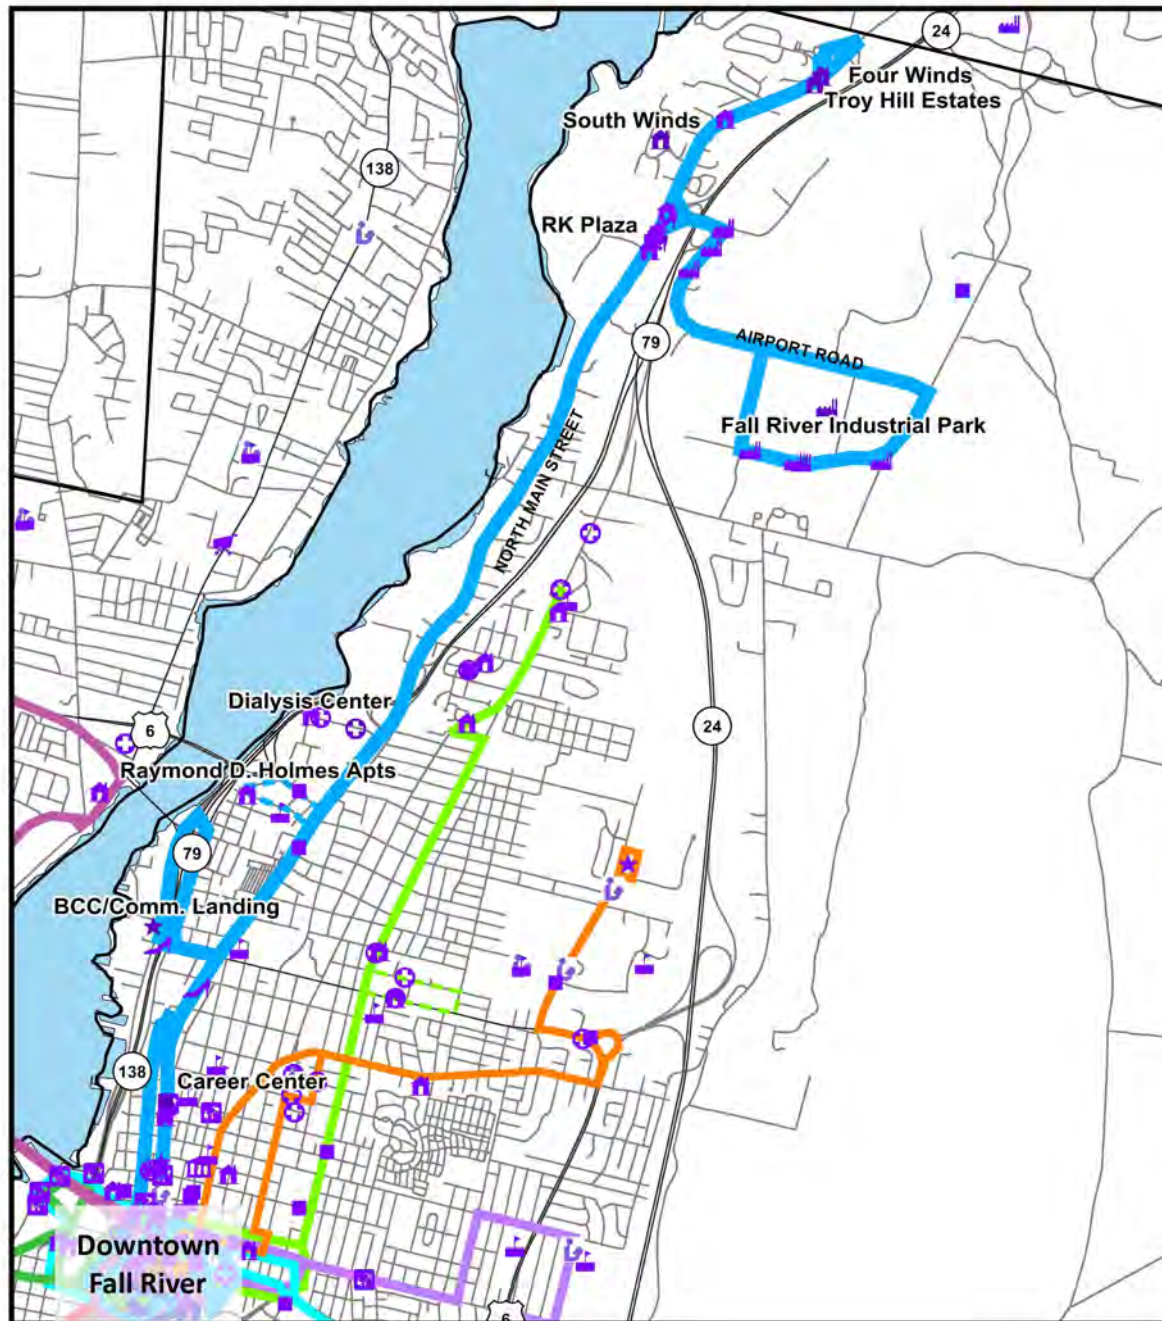 24
Four Winds
Troy Hill Estates
South Winds
138
RK Plaza
79
AIRPORT ROAD
Fall River Industrial Park
NORTH MAIN STREET
Dialysis Center
24
6
Raymond D. Holmes Apts
79
BCC/Comm. Landing
138
Career Center
Downtown
Fall River
6